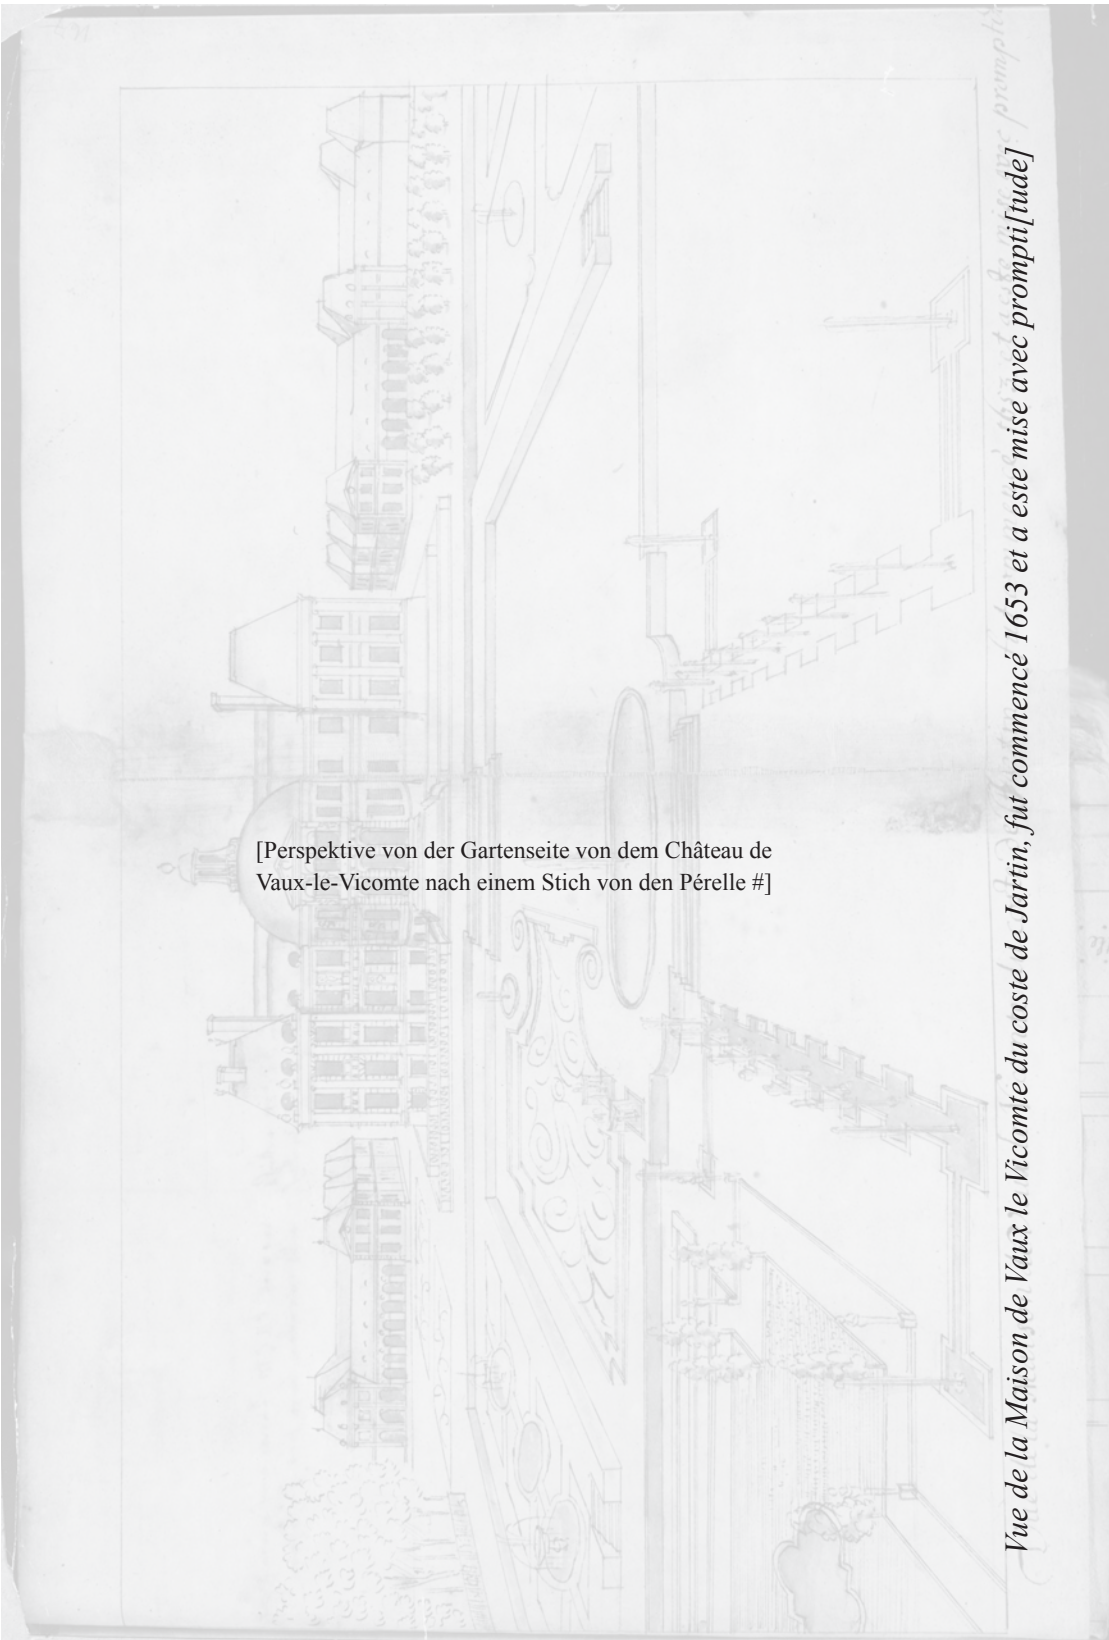 [Perspektive von der Gartenseite von dem Château de
Vaux-le-Vicomte nach einem Stich von den Pérelle #]
Vue de la Maison de Vaux le Vicomte du coste de Jartin, fut commencé 1653 et a este mise avec prompti[tude]